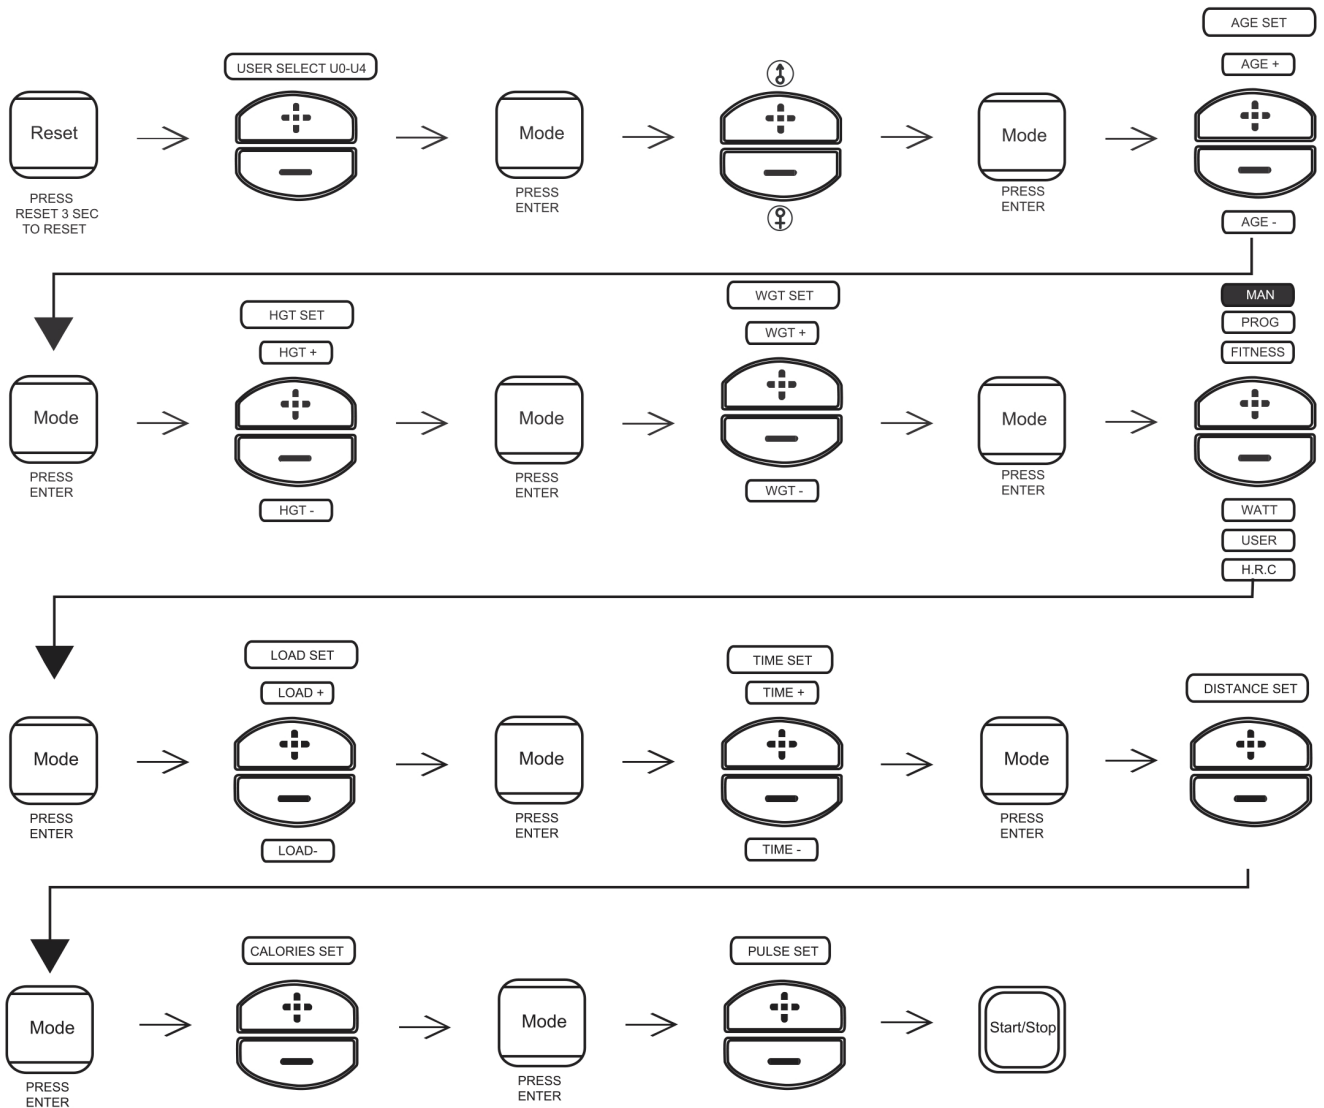 Reset
PRESS
RESET 3 SEC
TO RESET
USER SELECT U0-U4
Mode
PRESS
ENTER
Mode
PRESS
ENTER
AGE SET
AGE +
AGE -
Mode
PRESS
ENTER
HGT SET
HGT +
HGT -
Mode
PRESS
ENTER
WGT SET
WGT +
WGT -
Mode
PRESS
ENTER
MAN
PROG
FITNESS
WATT
USER
H.R.C
Mode
PRESS
ENTER
LOAD SET
LOAD +
LOAD-
Mode
PRESS
ENTER
TIME SET
TIME +
TIME -
Mode
PRESS
ENTER
DISTANCE SET
Mode
PRESS
ENTER
CALORIES SET
Mode
PRESS
ENTER
PULSE SET
Start/Stop